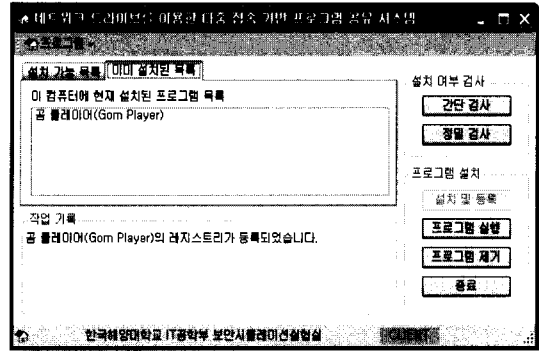 네트워크 드라이브를 이용한 다중 접속 기반 프로그램 공유 시스템
프로그램
설치 가능 목록 이미 설치된 목록
이 컴퓨터에 현재 설치된 프로그램 목록
곰 플레이어(Gom Player)
작업 기록
곰 플레이어(Gom Player)의 레지스트리가 등록되었습니다.
설치 여부 검사
간단 검사
정밀 검사
프로그램 설치
설치 및 등록
프로그램 실행
프로그램 제거
종료
한국해양대학교 IT공학부 보안시뮬레이션실험실 CLIENT